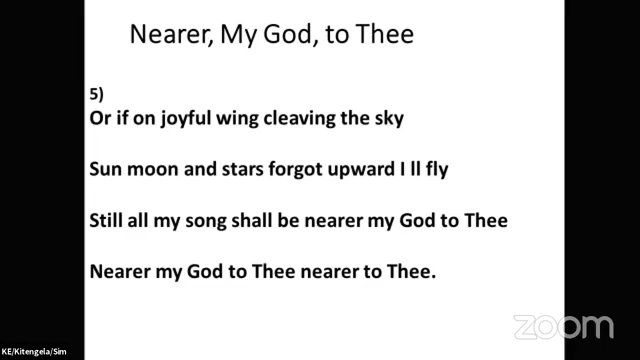 Nearer, My God, to Thee
5)
Or if on joyful wing cleaving the sky
Sun moon and stars forgot upward I ll fly
Still all my song shall be nearer my God to Thee
Nearer my God to Thee nearer to Thee.
zoom
KE/Kitengela/Sim